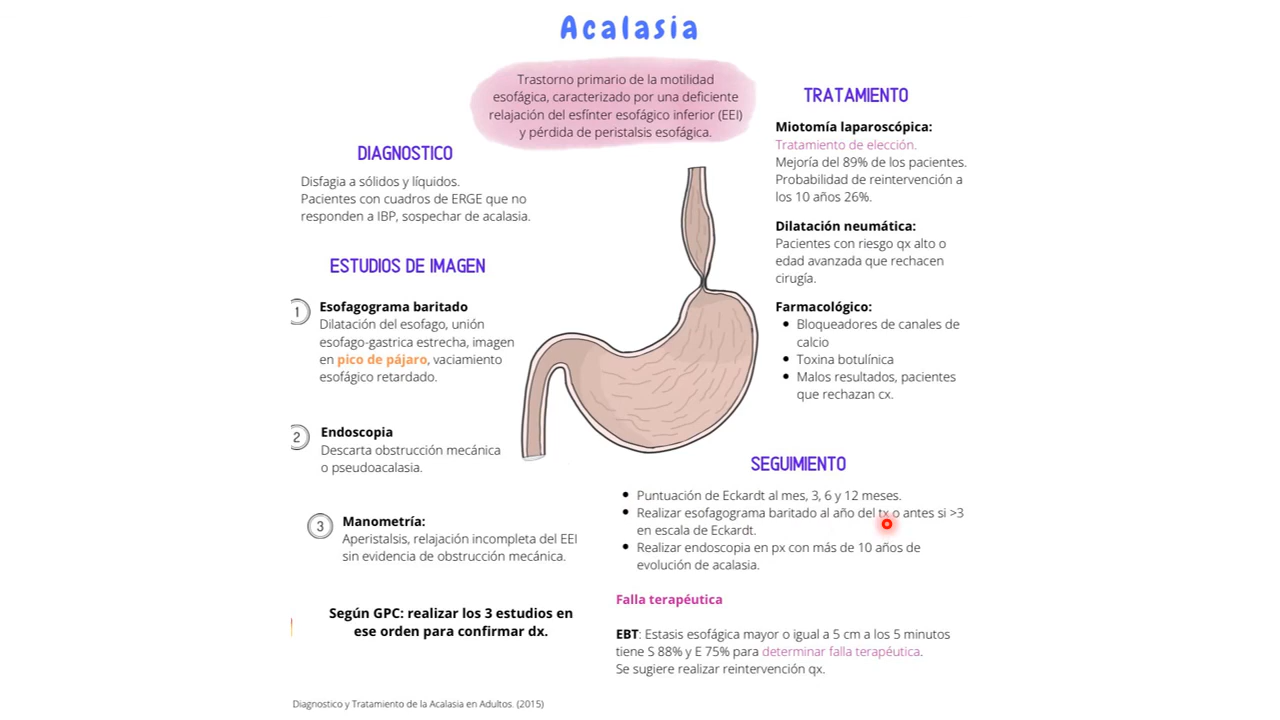 Acalasia
Trastorno primario de la motilidad
esofágica, caracterizado por una deficiente
relajación del esfínter esofágico inferior (EEI)
y pérdida de peristalsis esofágica.
DIAGNOSTICO
Disfagia a sólidos y líquidos.
Pacientes con cuadros de ERGE que no
responden a IBP, sospechar de acalasia.
ESTUDIOS DE IMAGEN
1
Esofagograma baritado
Dilatación del esofago, unión
esofago-gastrica estrecha, imagen
en pico de pájaro, vaciamiento
esofágico retardado.
2
Endoscopia
Descarta obstrucción mecánica
o pseudoacalasia.
3
Manometría:
Aperistalsis, relajación incompleta del EEI
sin evidencia de obstrucción mecánica.
Según GPC: realizar los 3 estudios en
ese orden para confirmar dx.
TRATAMIENTO
Miotomía laparoscópica:
Tratamiento de elección.
Mejoría del 89% de los pacientes.
Probabilidad de reintervención a
los 10 años 26%.
Dilatación neumática:
Pacientes con riesgo qx alto o
edad avanzada que rechacen
cirugía.
Farmacológico:
Bloqueadores de canales de
calcio
Toxina botulínica
Malos resultados, pacientes
que rechazan cx.
SEGUIMIENTO
Puntuación de Eckardt al mes, 3, 6 y 12 meses.
Realizar esofagograma baritado al año del tx o antes si >3
en escala de Eckardt.
Realizar endoscopia en px con más de 10 años de
evolución de acalasia.
Falla terapéutica
EBT: Estasis esofágica mayor o igual a 5 cm a los 5 minutos
tiene S 88% y E 75% para determinar falla terapéutica.
Se sugiere realizar reintervención qx.
Diagnostico y Tratamiento de la Acalasia en Adultos. (2015)